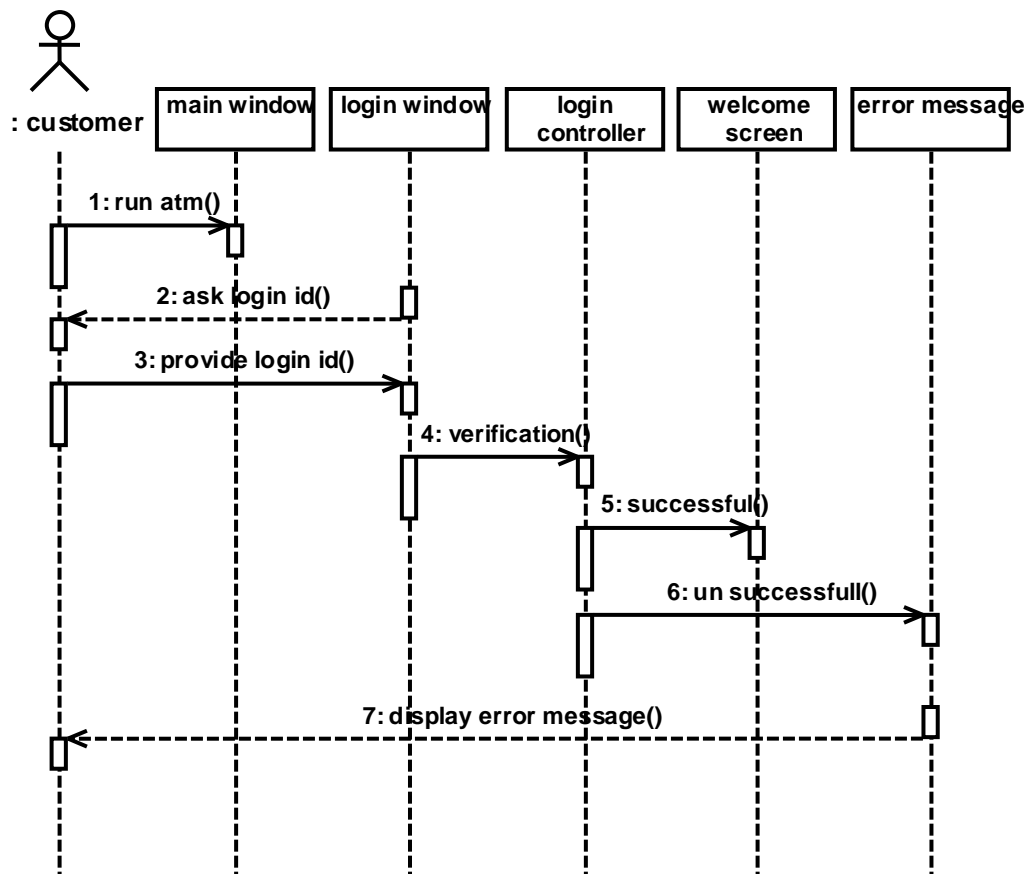 : customer
main window
login window
login
controller
welcome
screen
error message
1: run atm()
2: ask login id()
3: provide login id()
4: verification()
5: successful()
6: un successfull()
7: display error message()